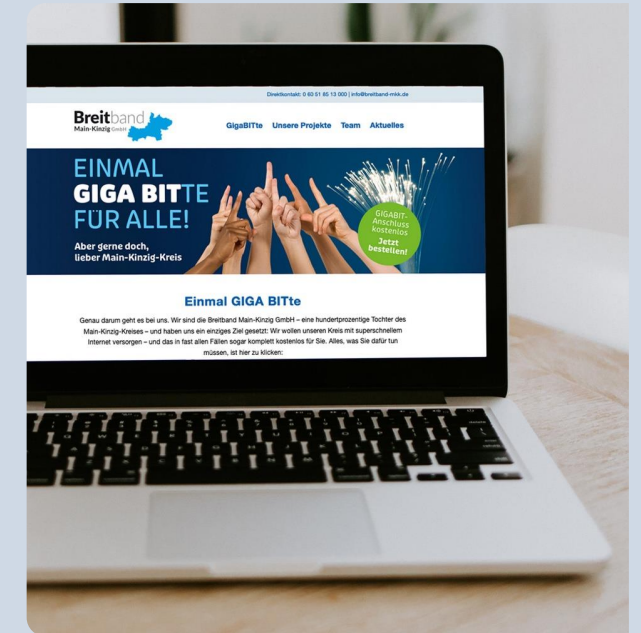 Direktkontakt: 0 60 51 85 13 000 | info@breitband-mkk.de
Breitband
Main-Kinzig GmbH
GigaBITte Unsere Projekte Team Aktuelles
EINMAL
GIGA BITTE
FÜR ALLE!
Aber gerne doch,
lieber Main-Kinzig-Kreis
GIGABIT-
Anschluss
kostenlos
Jetzt
bestellen!
Einmal GIGA BITte
Genau darum geht es bei uns. Wir sind die Breitband Main-Kinzig GmbH – eine hundertprozentige Tochter des
Main-Kinzig-Kreises – und haben uns ein einziges Ziel gesetzt: Wir wollen unseren Kreis mit superschnellem
Internet versorgen – und das in fast allen Fällen sogar komplett kostenlos für Sie. Alles, was Sie dafür tun
müssen, ist hier zu klicken: